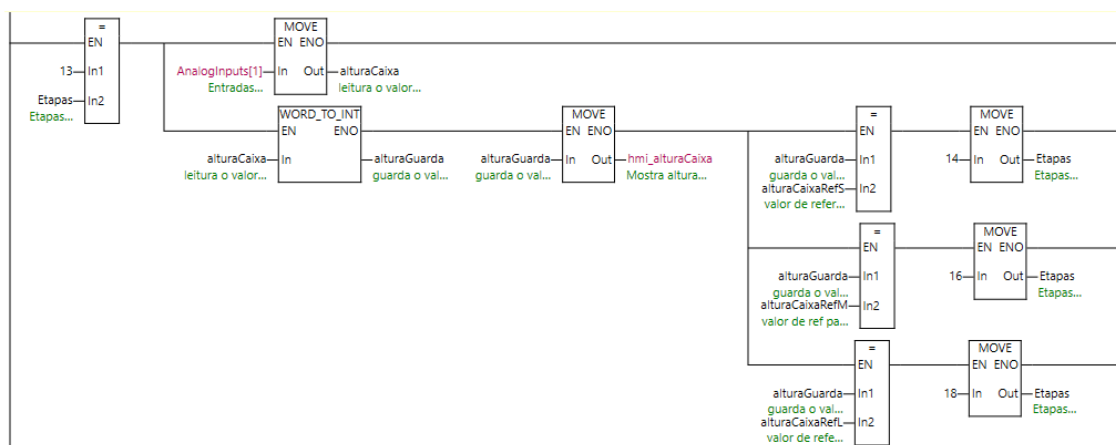 = MOVE
EN EN ENO
13 In1 AnalogInputs[1] In Out alturaCaixa
Entradas... leitura o valor...
Etapas In2
Etapas...
WORD_TO_INT MOVE = MOVE
EN ENO EN ENO EN EN ENO
alturaCaixa In alturaGuarda alturaGuarda In Out hmi_alturaCaixa alturaGuarda In1 14 In Out Etapas
leitura o valor... guarda o val... guarda o val... Mostra altura... guarda o val... Etapas...
alturaCaixaRefS In2
valor de refer...
= MOVE
EN EN ENO
alturaGuarda In1 16 In Out Etapas
guarda o val... Etapas...
alturaCaixaRefM In2
valor de ref pa...
= MOVE
EN EN ENO
alturaGuarda In1 18 In Out Etapas
guarda o val... Etapas...
alturaCaixaRefL In2
valor de refe...